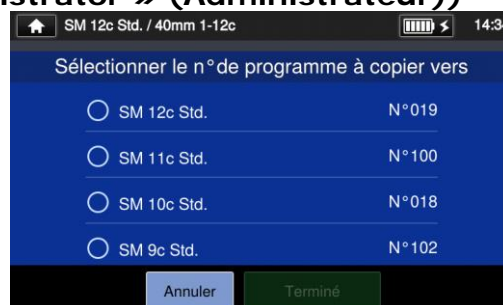 istrator » (Administrateur))
SM 12c Std. / 40mm 1-12c 14:3
Sélectionner le n°de programme à copier vers
SM 12c Std. N°019
SM 11c Std. N°100
SM 10c Std. N°018
SM 9c Std. N°102
Annuler Terminé